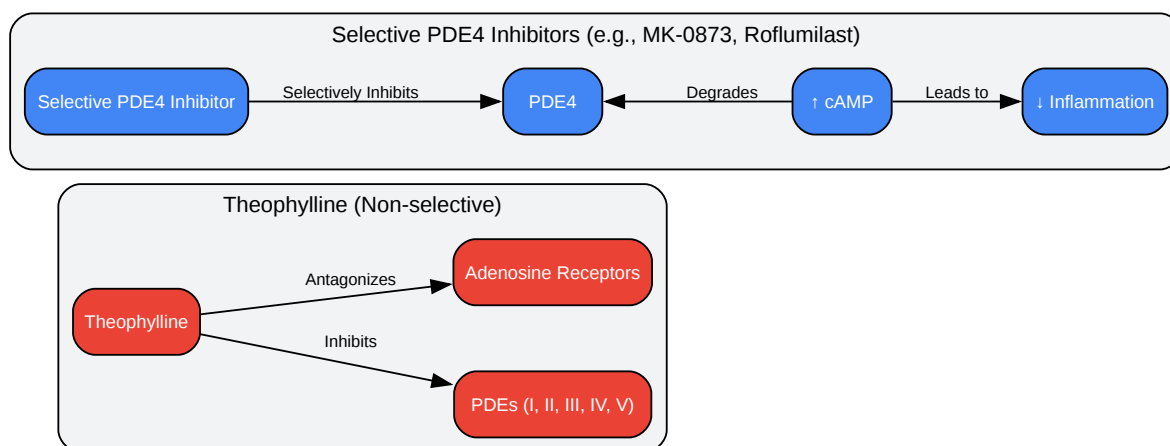 Selective PDE4 Inhibitors (e.g., MK-0873, Roflumilast)
Selective PDE4 Inhibitor
Selectively Inhibits
PDE4
Degrades
↑ cAMP
Leads to
↓ Inflammation
Theophylline (Non-selective)
Theophylline
Antagonizes
Adenosine Receptors
Inhibits
PDEs (I, II, III, IV, V)